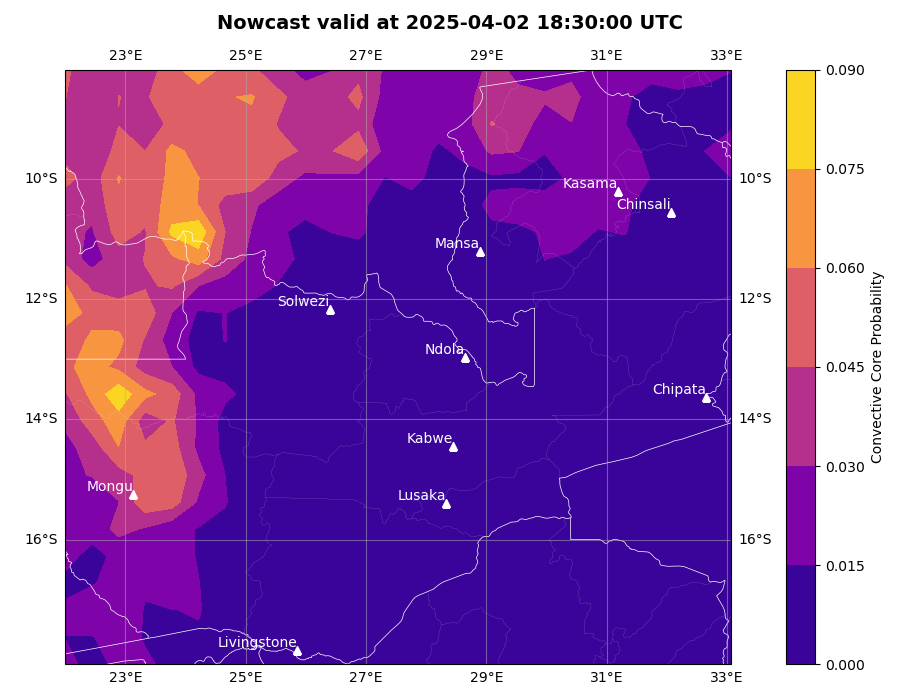 Nowcast valid at 2025-04-02 18:30:00 UTC
23°E 25°E 27°E 29°E 31°E 33°E
0.090
0.075
10°S Kasama 10°S
Chinsali
Mansa
0.060
12°S Solwezi 12°S
Ndola
0.045
Chipata
14°S 14°S
Kabwe
0.030
Mongu
Lusaka
16°S 16°S
0.015
Livingstone
0.000
23°E 25°E 27°E 29°E 31°E 33°E
Convective Core Probability